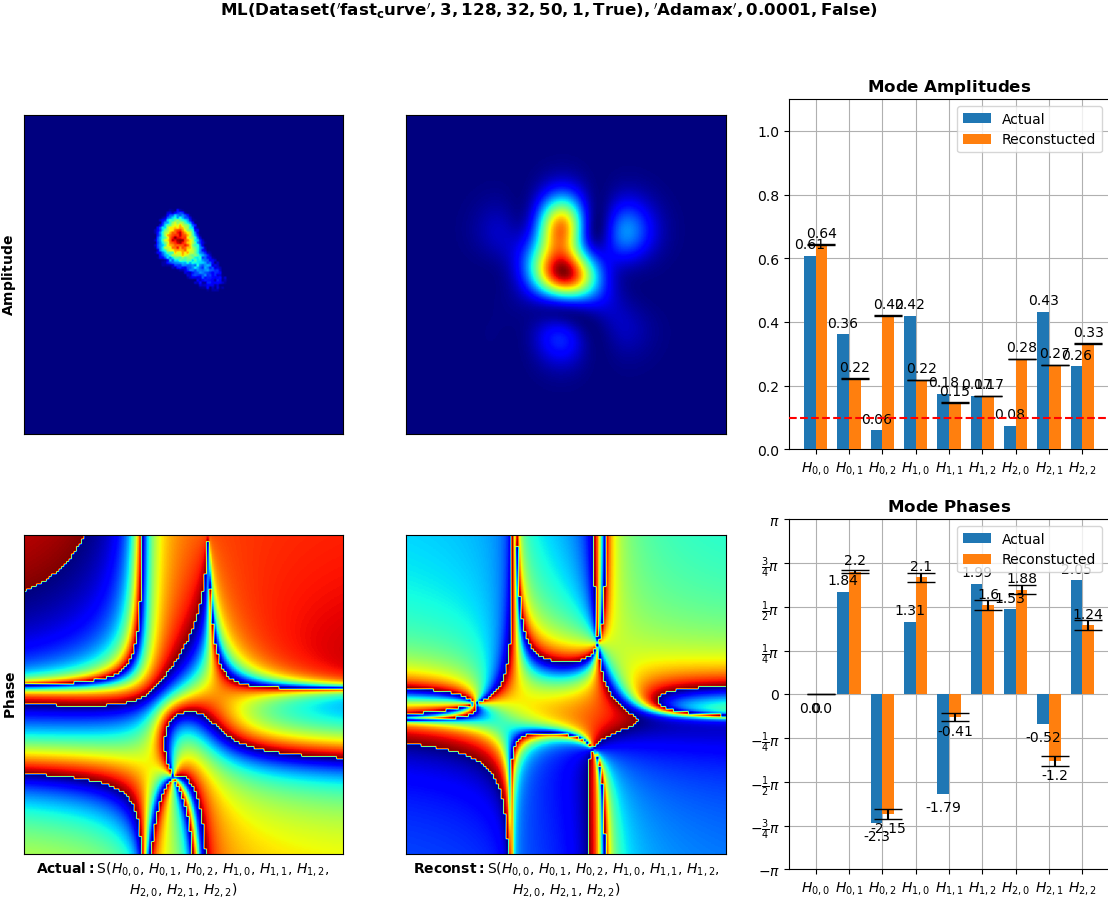 ML(Dataset('fast_curve', 3, 128, 32, 50, 1, True), 'Adamax', 0.0001, False)
Amplitude
Mode Amplitudes
Actual
Reconstucted
1.0
0.8
0.6
0.4
0.2
0.0
0.61 0.64 0.36 0.22 0.06 0.42 0.42 0.22 0.18 0.15 0.17 0.17 0.08 0.28 0.43 0.27 0.26 0.33
H0,0 H0,1 H0,2 H1,0 H1,1 H1,2 H2,0 H2,1 H2,2
Phase
Actual: S(H0,0, H0,1, H0,2, H1,0, H1,1, H1,2,
H2,0, H2,1, H2,2)
Reconst: S(H0,0, H0,1, H0,2, H1,0, H1,1, H1,2,
H2,0, H2,1, H2,2)
Mode Phases
Actual
Reconstucted
π
3/4π
1/2π
1/4π
0
−1/4π
−1/2π
−3/4π
−π
0.0 0.0 1.84 2.2 -2.3 -2.15 1.31 2.1 -1.79 -0.41 1.99 1.6 1.53 1.88 -0.52 -1.2 2.05 1.24
H0,0 H0,1 H0,2 H1,0 H1,1 H1,2 H2,0 H2,1 H2,2